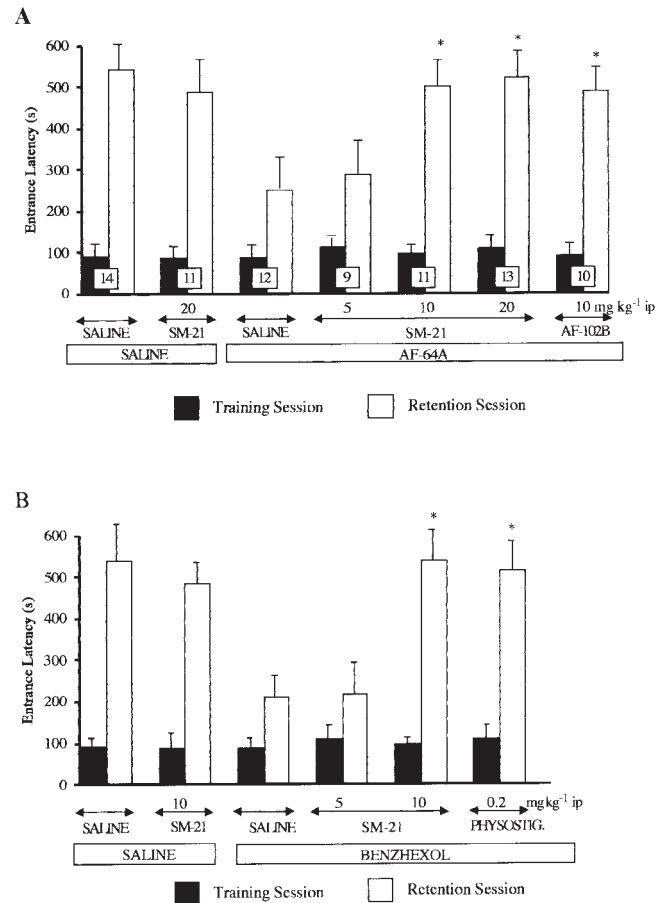 A
600
500
400
300
200
100
0
Entrance Latency (s)
* * *
14 11 12 9 11 13 10
20 5 10 20 10 mg kg-1 ip
SALINE SM-21 SALINE SM-21 AF-102B
SALINE AF-64A
Training Session Retention Session
B
600
500
400
300
200
100
0
Entrance Latency (s)
* *
10 5 10 0.2 mg kg-1 ip
SALINE SM-21 SALINE SM-21 PHYSOSTIG.
SALINE BENZHEXOL
Training Session Retention Session